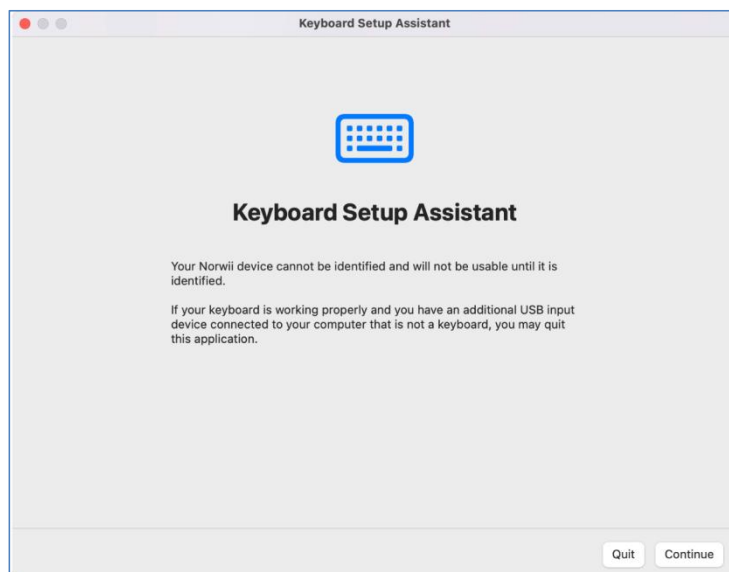 Keyboard Setup Assistant
Keyboard Setup Assistant
Your Norwii device cannot be identified and will not be usable until it is
identified.
If your keyboard is working properly and you have an additional USB input
device connected to your computer that is not a keyboard, you may quit
this application.
Quit Continue